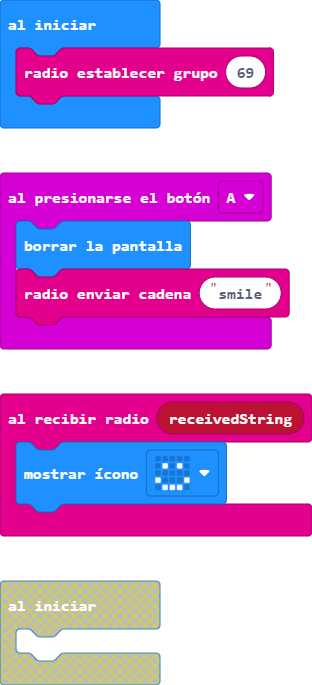 al iniciar
radio establecer grupo 69
al presionarse el botón A
borrar la pantalla
radio enviar cadena "smile"
al recibir radio receivedString
mostrar ícono
al iniciar